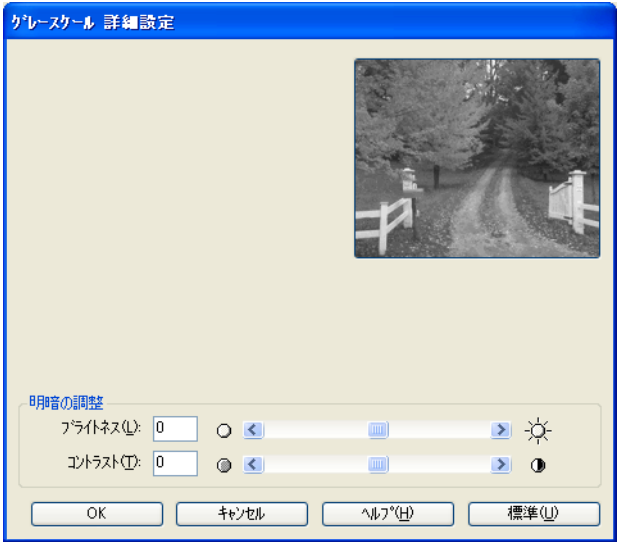 ｸﾞﾚｰｽｹｰﾙ 詳細設定
明暗の調整
ﾌﾞﾗｲﾄﾈｽ(L): 0
ｺﾝﾄﾗｽﾄ(T): 0
OK ｷｬﾝｾﾙ ﾍﾙﾌﾟ(H) 標準(U)